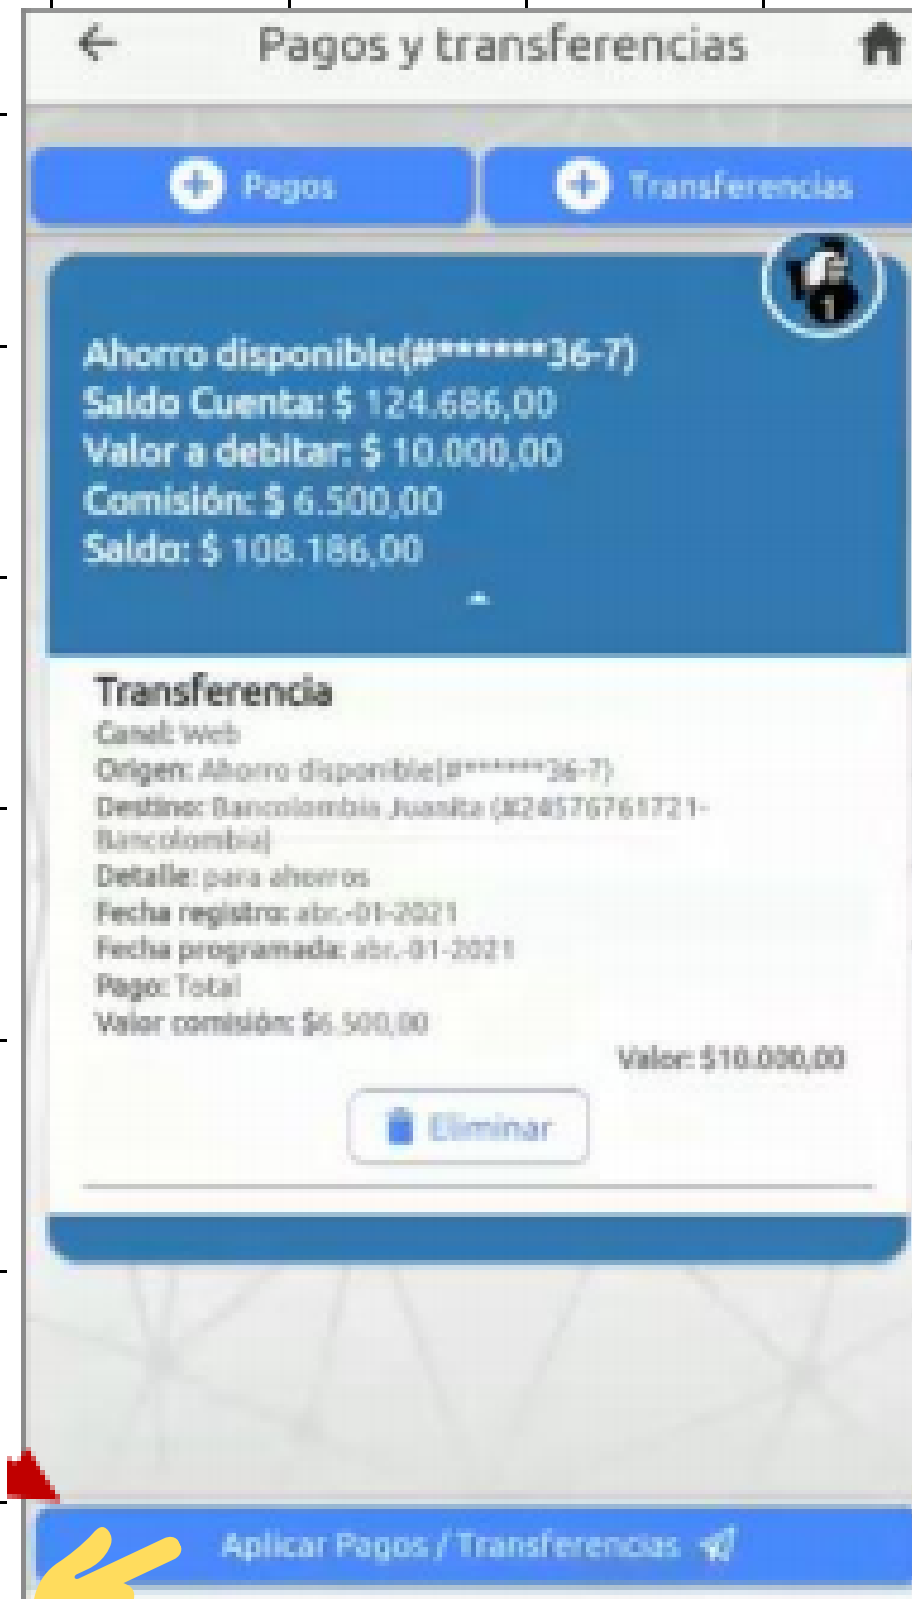 Pagos y transferencias
Pagos
Transferencias
1
Ahorro disponible(#******36-7)
Saldo Cuenta: $ 124.686,00
Valor a debitar: $ 10.000,00
Comisión: $ 6.500,00
Saldo: $ 108.186,00
Transferencia
Canal: Web
Origen: Ahorro disponible(#******36-7)
Destino: Bancolombia Juanita (#24576761721-
Bancolombia)
Detalle: para ahorros
Fecha registro: abr.-01-2021
Fecha programada: abr.-01-2021
Pago: Total
Valor comisión: $6.500,00
Valor: $10.000,00
Eliminar
Aplicar Pagos / Transferencias